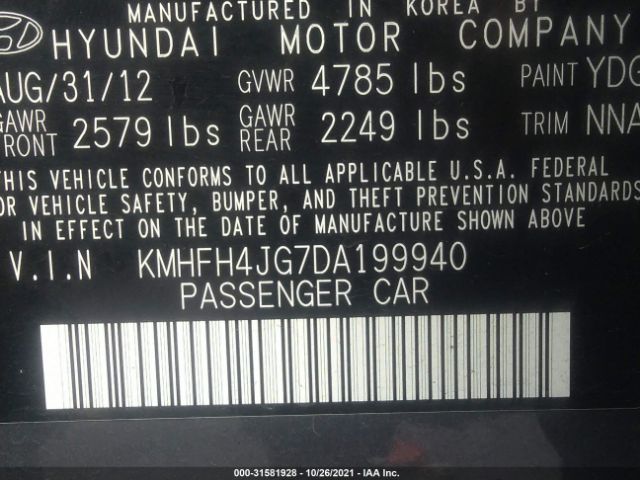 MANUFACTURED IN KOREA BY
HYUNDAI MOTOR COMPANY
AUG/31/12 GVWR 4785 lbs PAINT YDG
GAWR FRONT 2579 lbs GAWR REAR 2249 lbs TRIM NNA
THIS VEHICLE CONFORMS TO ALL APPLICABLE U.S.A. FEDERAL
OR VEHICLE SAFETY, BUMPER, AND THEFT PREVENTION STANDARDS
IN EFFECT ON THE DATE OF MANUFACTURE SHOWN ABOVE
V.I.N KMHFH4JG7DA199940
PASSENGER CAR
000-31581928 - 10/26/2021 - IAA Inc.